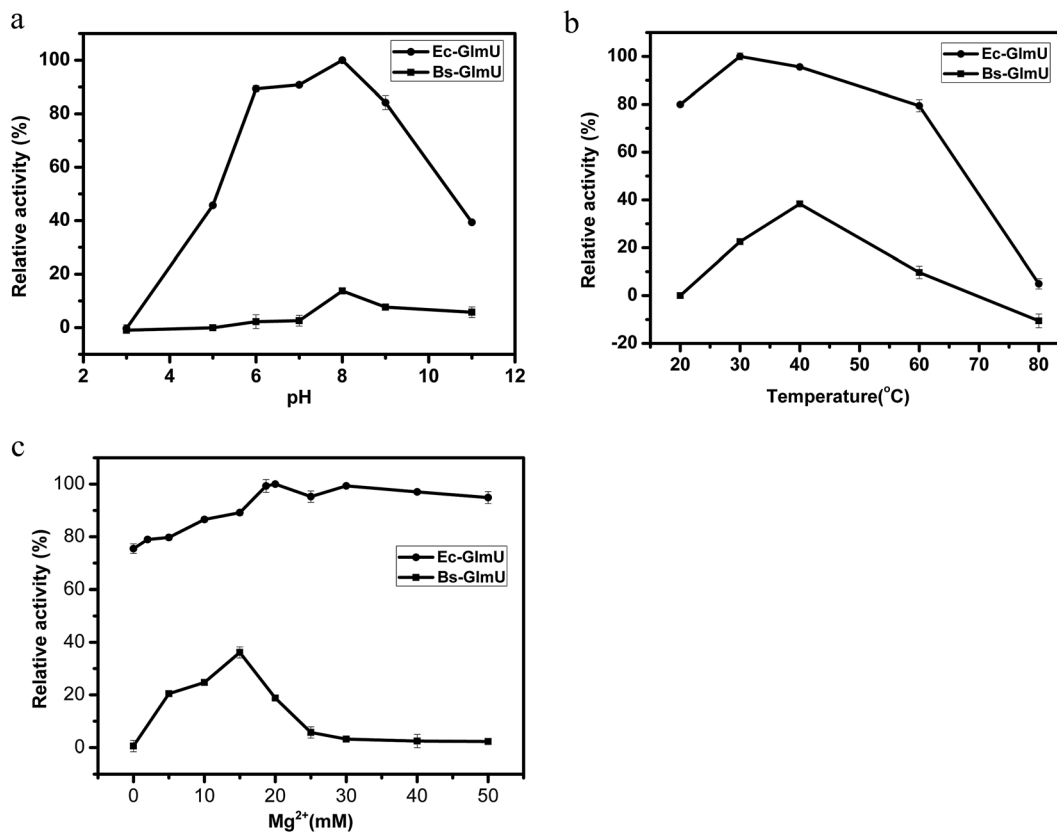 a
Relative activity (%)
100
80
60
40
20
0
2
4
6
8
10
12
pH
Ec-GlmU
Bs-GlmU
b
Relative activity (%)
100
80
60
40
20
0
-20
20
30
40
50
60
70
80
Temperature(°C)
Ec-GlmU
Bs-GlmU
c
Relative activity (%)
100
80
60
40
20
0
0
10
20
30
40
50
Mg²⁺(mM)
Ec-GlmU
Bs-GlmU